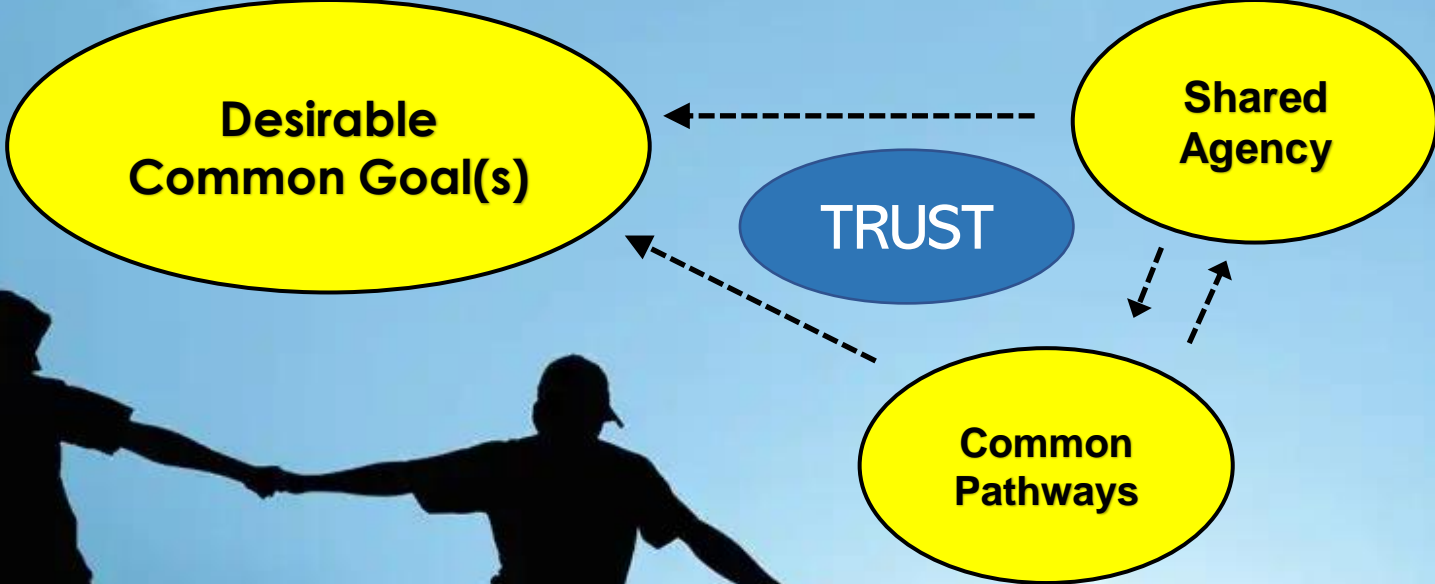 Desirable
Common Goal(s)
Shared
Agency
TRUST
Common
Pathways